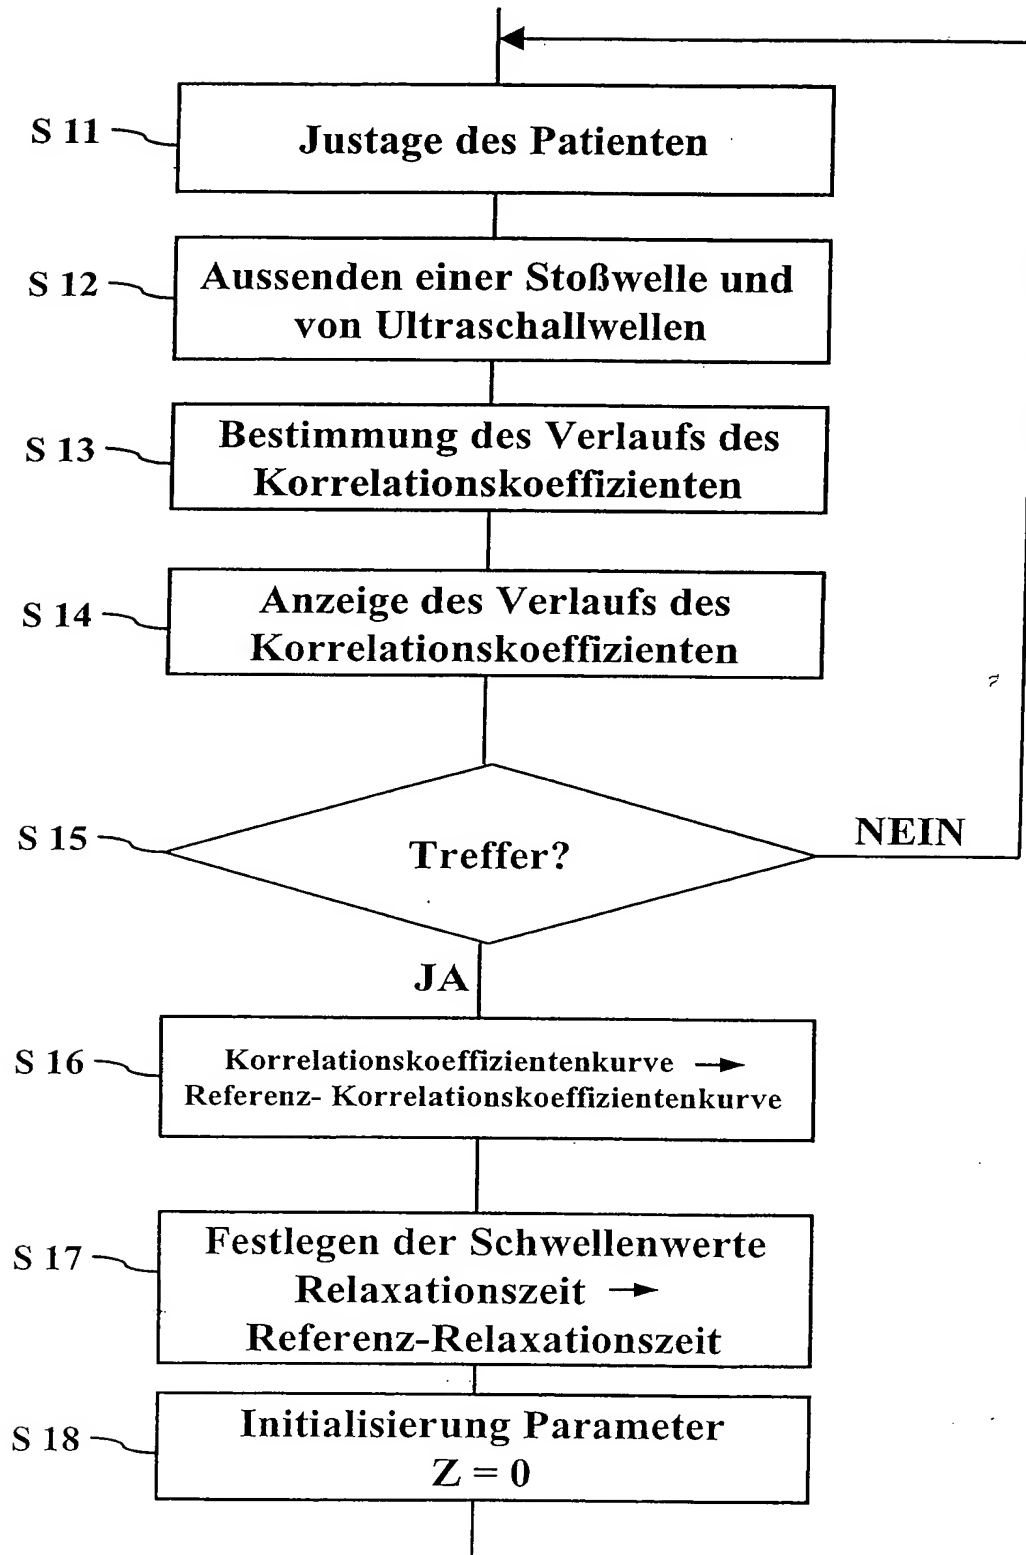 S 11
Justage des Patienten
S 12
Aussenden einer Stoßwelle und
von Ultraschallwellen
S 13
Bestimmung des Verlaufs des
Korrelationskoeffizienten
S 14
Anzeige des Verlaufs des
Korrelationskoeffizienten
S 15
Treffer?
NEIN
JA
S 16
Korrelationskoeffizientenkurve →
Referenz- Korrelationskoeffizientenkurve
S 17
Festlegen der Schwellenwerte
Relaxationszeit →
Referenz-Relaxationszeit
S 18
Initialisierung Parameter
Z = 0